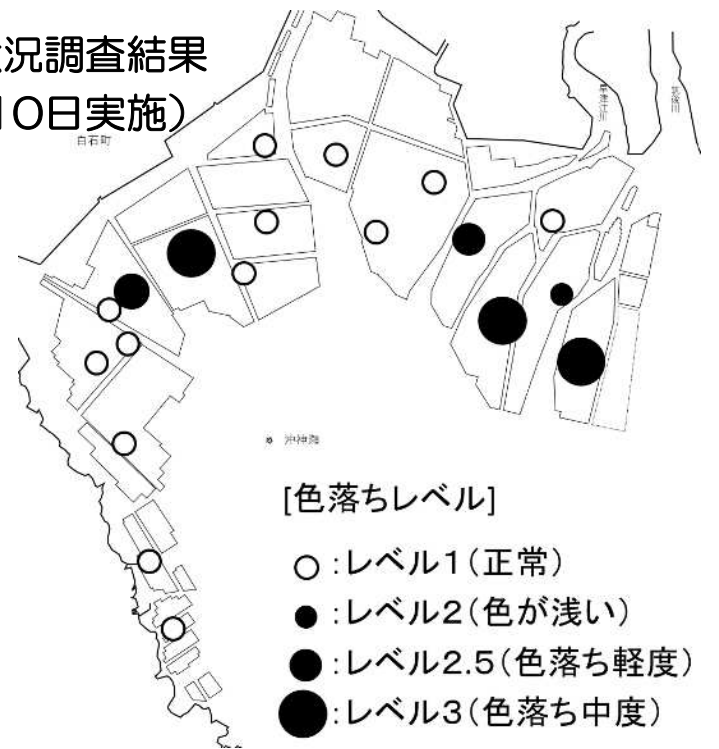 況調査結果
10日実施)
白石町
早津江川
筑後川
沖神瀬
[色落ちレベル]
:レベル1(正常)
:レベル2(色が浅い)
:レベル2.5(色落ち軽度)
:レベル3(色落ち中度)